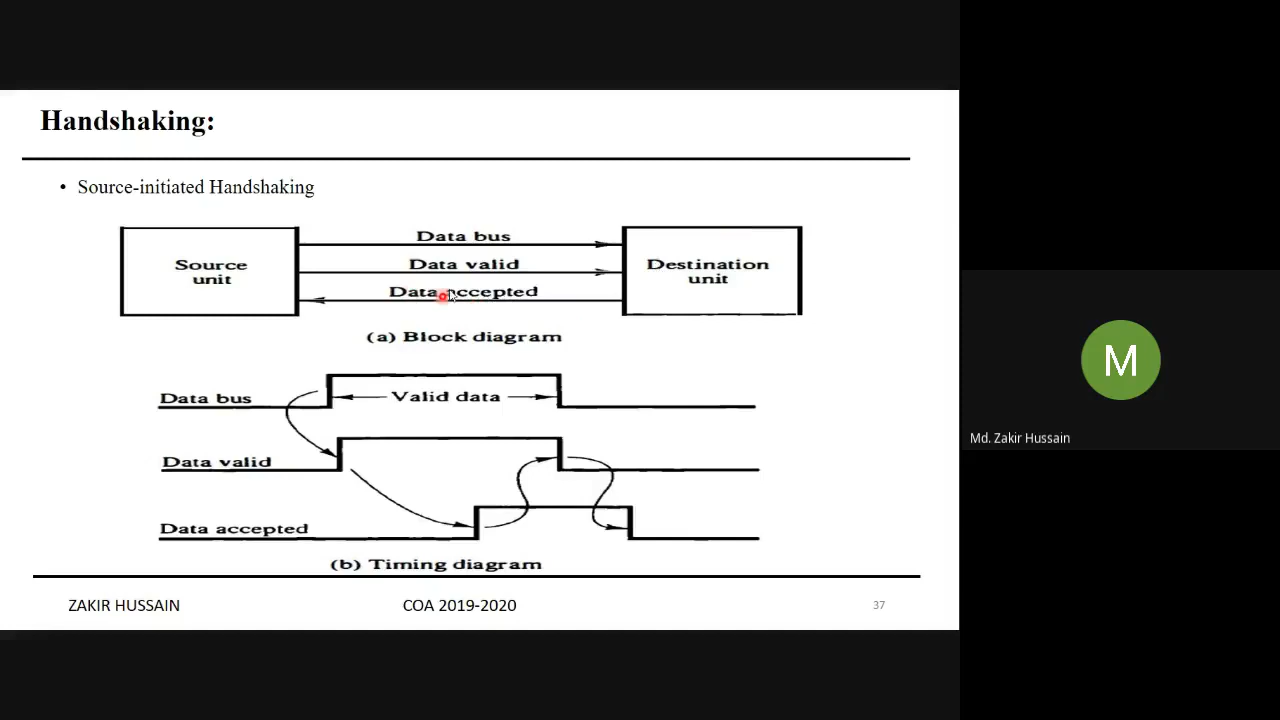 Handshaking:
• Source-initiated Handshaking
Data bus
Source
unit
Data valid
Destination
unit
Data accepted
(a) Block diagram
Data bus
Valid data
Data valid
Data accepted
(b) Timing diagram
ZAKIR HUSSAIN
COA 2019-2020
37
M
Md. Zakir Hussain